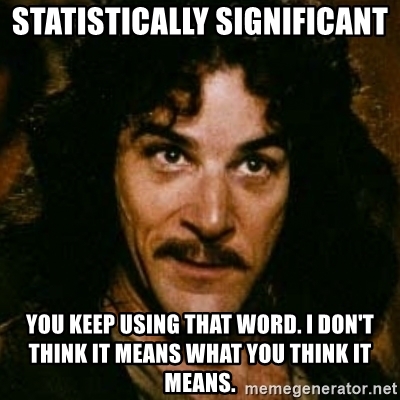 STATISTICALLY SIGNIFICANT
YOU KEEP USING THAT WORD. I DON'T
THINK IT MEANS WHAT YOU THINK IT
MEANS.
memegenerator.net